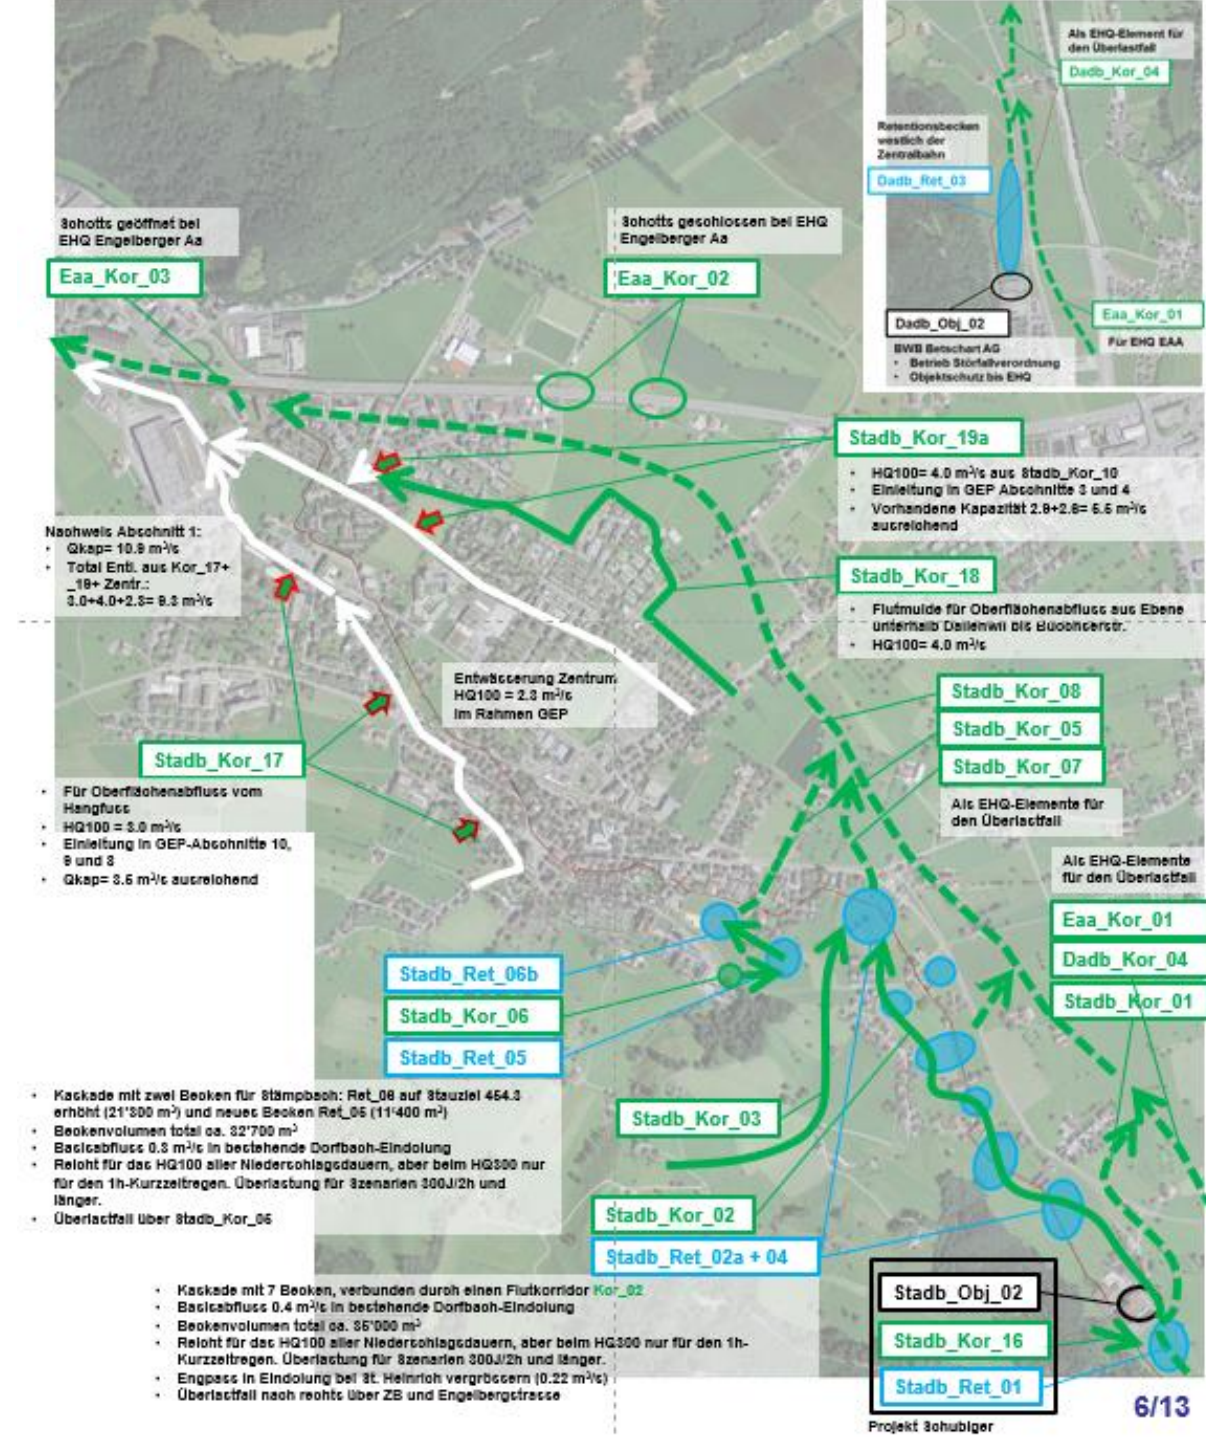 Als EHQ-Element für
den Überlastfall
Dadb_Kor_04
Retentionsbecken
westlich der
Zentralbahn
Dadb_Ret_03
Dadb_Obj_02
Eaa_Kor_01
Für EHQ EAA
BWB Betschart AG
• Betrieb Störfallverordnung
• Objektschutz bis EHQ
Schotts geöffnet bei
EHQ Engelberger Aa
Eaa_Kor_03
Schotts geschlossen bei EHQ
Engelberger Aa
Eaa_Kor_02
Stadb_Kor_19a
• HQ100= 4.0 m³/s aus Stadb_Kor_10
• Einleitung in GEP Abschnitte 3 und 4
• Vorhandene Kapazität 2.9+2.6= 5.5 m³/s
ausreichend
Nachweis Abschnitt 1:
• Qkap= 10.9 m³/s
• Total Entl. aus Kor_17+
_19+ Zentr.:
3.0+4.0+2.3= 9.3 m³/s
Stadb_Kor_18
• Flutmulde für Oberflächenabfluss aus Ebene
unterhalb Dallenwil bis Buochserstr.
• HQ100= 4.0 m³/s
Entwässerung Zentrum
HQ100 = 2.3 m³/s
im Rahmen GEP
Stadb_Kor_08
Stadb_Kor_05
Stadb_Kor_07
Als EHQ-Elemente für
den Überlastfall
Stadb_Kor_17
• Für Oberflächenabfluss vom
Hangfuss
• HQ100 = 3.0 m³/s
• Einleitung in GEP-Abschnitte 10,
9 und 8
• Qkap= 3.5 m³/s ausreichend
Als EHQ-Elemente
für den Überlastfall
Eaa_Kor_01
Dadb_Kor_04
Stadb_Kor_01
Stadb_Ret_06b
Stadb_Kor_06
Stadb_Ret_05
• Kaskade mit zwei Becken für Stämpbach: Ret_06 auf Stauziel 454.3
erhöht (21'300 m³) und neues Becken Ret_05 (11'400 m³)
• Beckenvolumen total ca. 32'700 m³
• Basisabfluss 0.3 m³/s in bestehende Dorfbach-Eindolung
• Reicht für das HQ100 aller Niederschlagsdauern, aber beim HQ300 nur
für den 1h-Kurzzeitregen. Überlastung für Szenarien 300J/2h und
länger.
• Überlastfall über Stadb_Kor_05
Stadb_Kor_03
Stadb_Kor_02
Stadb_Ret_02a + 04
• Kaskade mit 7 Becken, verbunden durch einen Flutkorridor Kor_02
• Basisabfluss 0.4 m³/s in bestehende Dorfbach-Eindolung
• Beckenvolumen total ca. 35'000 m³
• Reicht für das HQ100 aller Niederschlagsdauern, aber beim HQ300 nur für den 1h-
Kurzzeitregen. Überlastung für Szenarien 300J/2h und länger.
• Engpass in Eindolung bei St. Heinrich vergrössern (0.22 m³/s)
• Überlastfall nach rechts über ZB und Engelbergstrasse
Stadb_Obj_02
Stadb_Kor_16
Stadb_Ret_01
Projekt Schubiger
6/13